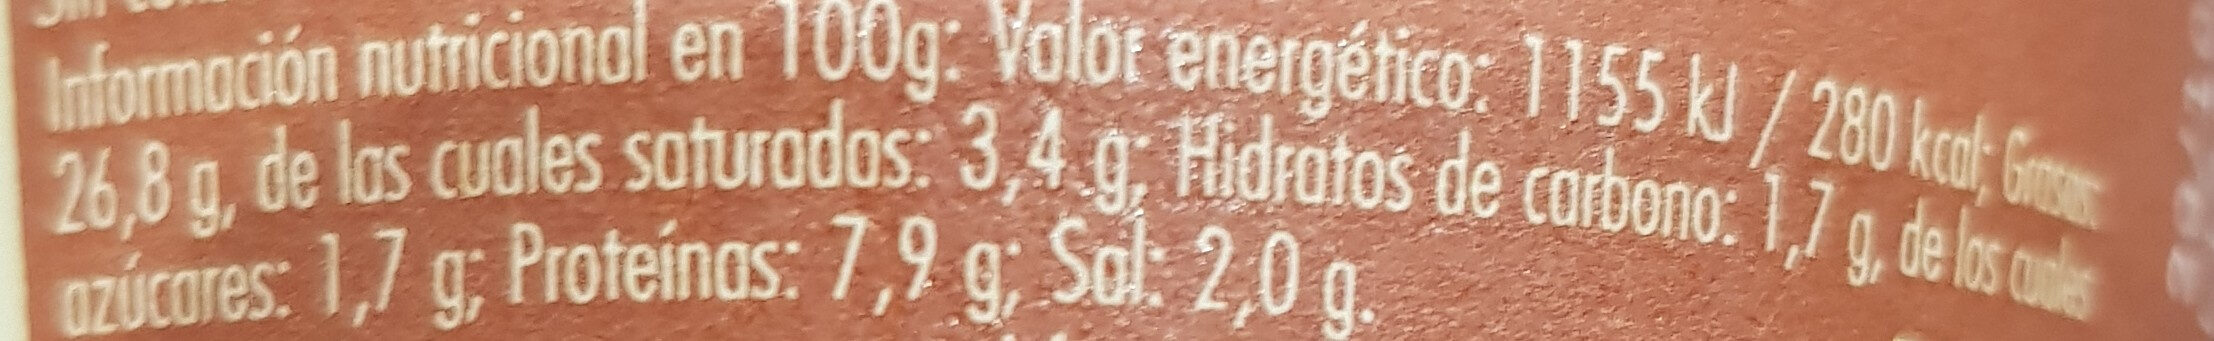 Información nutricional en 100g: Valor energético: 1155 kJ / 280 kcal; Grasas:
26,8 g, de las cuales saturadas: 3,4 g; Hidratos de carbono: 1,7 g, de los cuales
azúcares: 1,7 g; Proteínas: 7,9 g; Sal: 2,0 g.